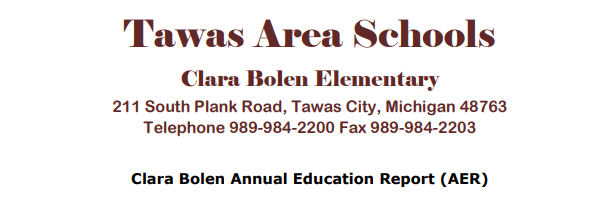 Tawas Area Schools
Clara Bolen Elementary
211 South Plank Road, Tawas City, Michigan 48763
Telephone 989-984-2200 Fax 989-984-2203
Clara Bolen Annual Education Report (AER)